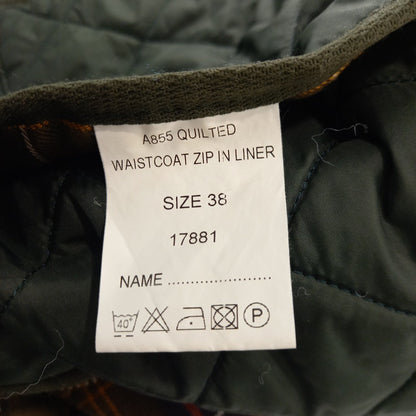 A855 QUILTED
WAISTCOAT ZIP IN LINER
SIZE 38
17881
NAME ......................
40° P